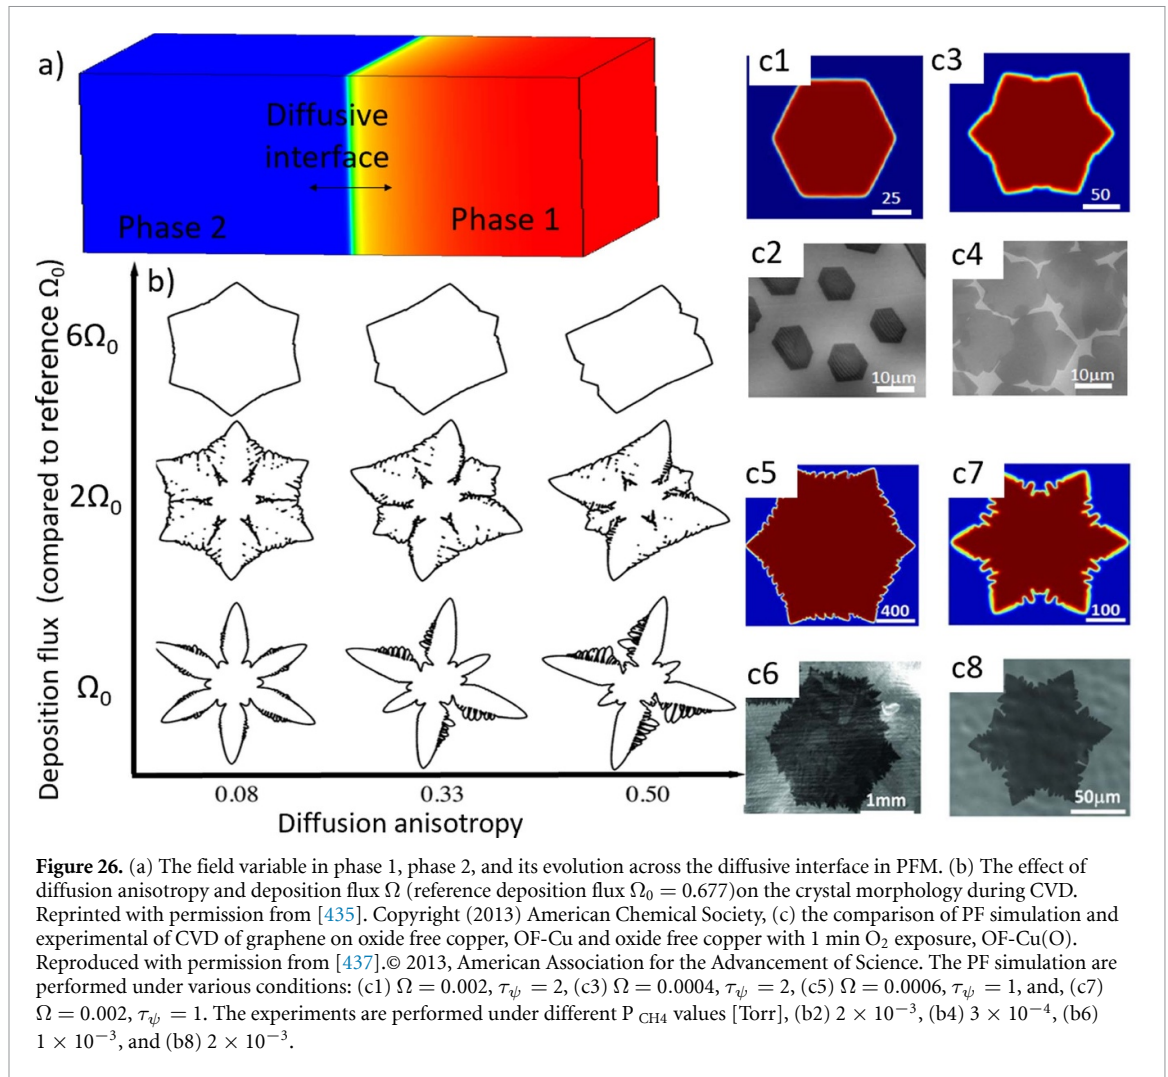 a)
Diffusive
interface
Phase 2
Phase 1
b)
Deposition flux (compared to reference Ω₀)
6Ω₀
2Ω₀
Ω₀
0.08 0.33 0.50
Diffusion anisotropy
c1
25
c3
50
c2
10μm
c4
10μm
c5
400
c7
100
c6
1mm
c8
50μm
Figure 26. (a) The field variable in phase 1, phase 2, and its evolution across the diffusive interface in PFM. (b) The effect of
diffusion anisotropy and deposition flux Ω (reference deposition flux Ω₀ = 0.677)on the crystal morphology during CVD.
Reprinted with permission from [435]. Copyright (2013) American Chemical Society, (c) the comparison of PF simulation and
experimental of CVD of graphene on oxide free copper, OF-Cu and oxide free copper with 1 min O₂ exposure, OF-Cu(O).
Reproduced with permission from [437].© 2013, American Association for the Advancement of Science. The PF simulation are
performed under various conditions: (c1) Ω = 0.002, τ_ψ = 2, (c3) Ω = 0.0004, τ_ψ = 2, (c5) Ω = 0.0006, τ_ψ = 1, and, (c7)
Ω = 0.002, τ_ψ = 1. The experiments are performed under different P CH4 values [Torr], (b2) 2 × 10⁻³, (b4) 3 × 10⁻⁴, (b6)
1 × 10⁻³, and (b8) 2 × 10⁻³.